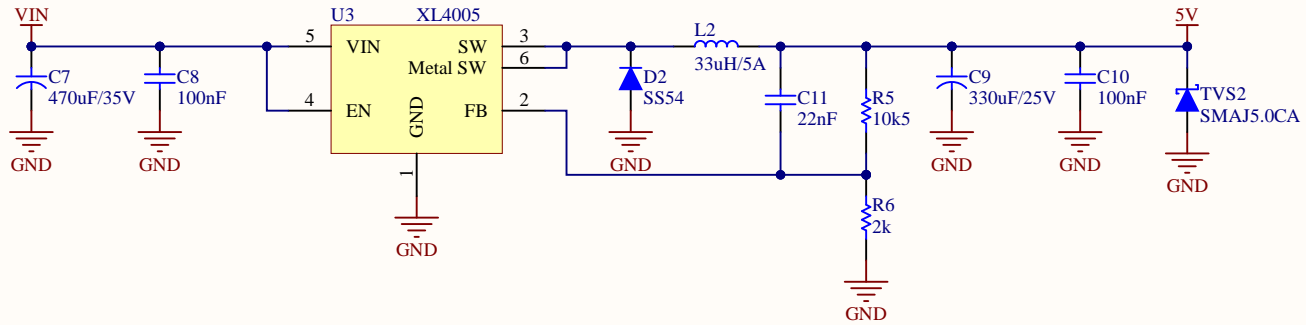 VIN
U3
XL4005
L2
5V
5
VIN
SW
3
Metal SW
6
33uH/5A
C7
470uF/35V
C8
100nF
D2
SS54
C9
330uF/25V
C10
100nF
4
EN
FB
2
C11
22nF
R5
10k5
TVS2
SMAJ5.0CA
GND
GND
GND
GND
GND
GND
GND
1
R6
2k
GND
GND